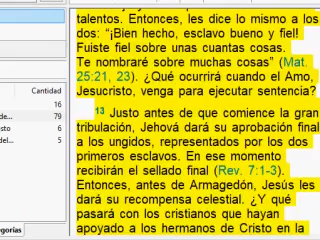 Cantidad
16
de... 79
osto 6
del... 5
egorías
talentos. Entonces, les dice lo mismo a los
dos: “¡Bien hecho, esclavo bueno y fiel!
Fuiste fiel sobre unas cuantas cosas.
Te nombraré sobre muchas cosas” (Mat.
25:21, 23). ¿Qué ocurrirá cuando el Amo,
Jesucristo, venga para ejecutar sentencia?
13 Justo antes de que comience la gran
tribulación, Jehová dará su aprobación final
a los ungidos, representados por los dos
primeros esclavos. En ese momento
recibirán el sellado final (Rev. 7:1-3).
Entonces, antes de Armagedón, Jesús les
dará su recompensa celestial. ¿Y qué
pasará con los cristianos que hayan
apoyado a los hermanos de Cristo en la